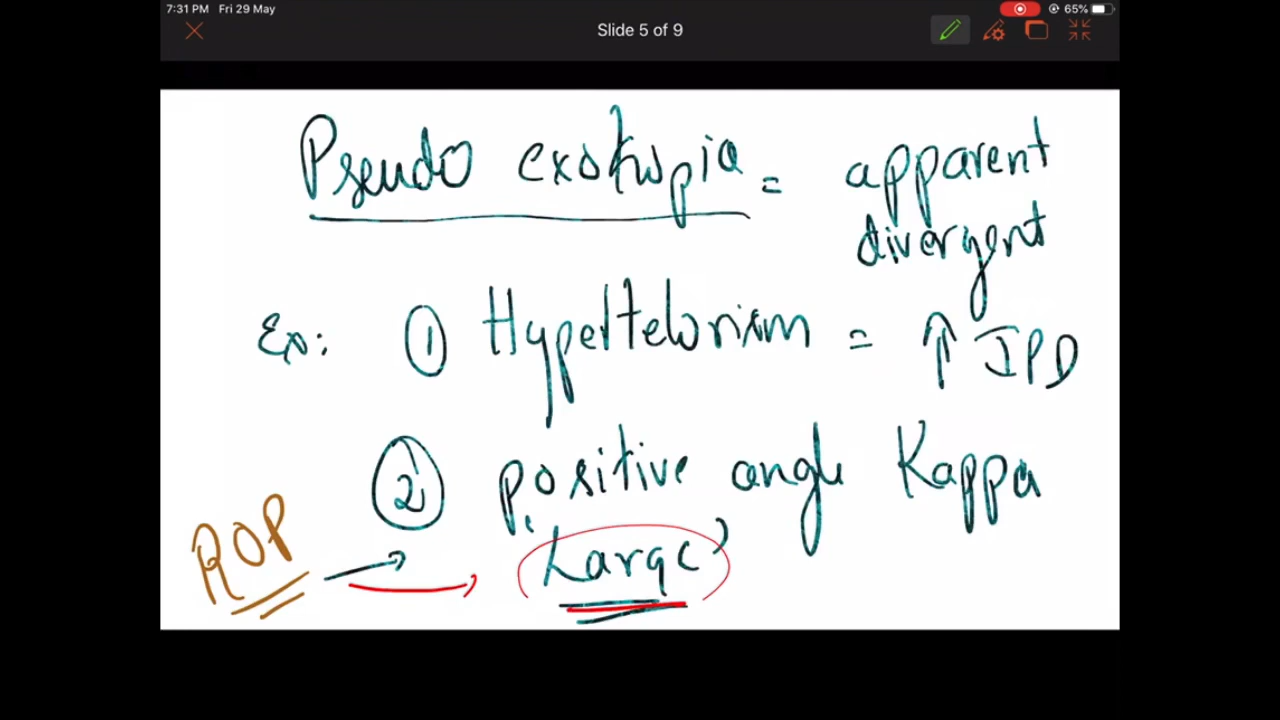 7:31 PM Fri 29 May
65%
Slide 5 of 9
Pseudo exotropia = apparent
divergent
Ex: ① Hypertelorism = ↑ IPD
② positive angle Kappa
ROP → 'Large'